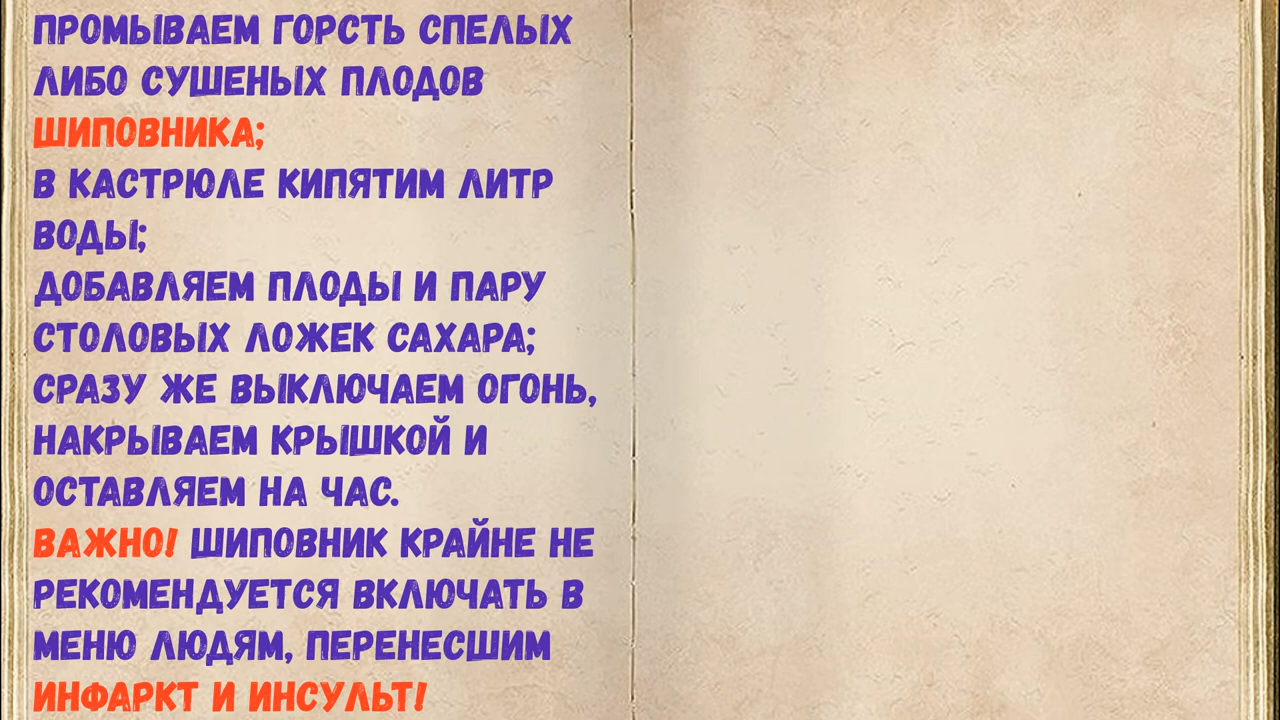 ПРОМЫВАЕМ ГОРСТЬ СПЕЛЫХ
ЛИБО СУШЕНЫХ ПЛОДОВ
ШИПОВНИКА;
В КАСТРЮЛЕ КИПЯТИМ ЛИТР
ВОДЫ;
ДОБАВЛЯЕМ ПЛОДЫ И ПАРУ
СТОЛОВЫХ ЛОЖЕК САХАРА;
СРАЗУ ЖЕ ВЫКЛЮЧАЕМ ОГОНЬ,
НАКРЫВАЕМ КРЫШКОЙ И
ОСТАВЛЯЕМ НА ЧАС.
ВАЖНО! ШИПОВНИК КРАЙНЕ НЕ
РЕКОМЕНДУЕТСЯ ВКЛЮЧАТЬ В
МЕНЮ ЛЮДЯМ, ПЕРЕНЕСШИМ
ИНФАРКТ И ИНСУЛЬТ!